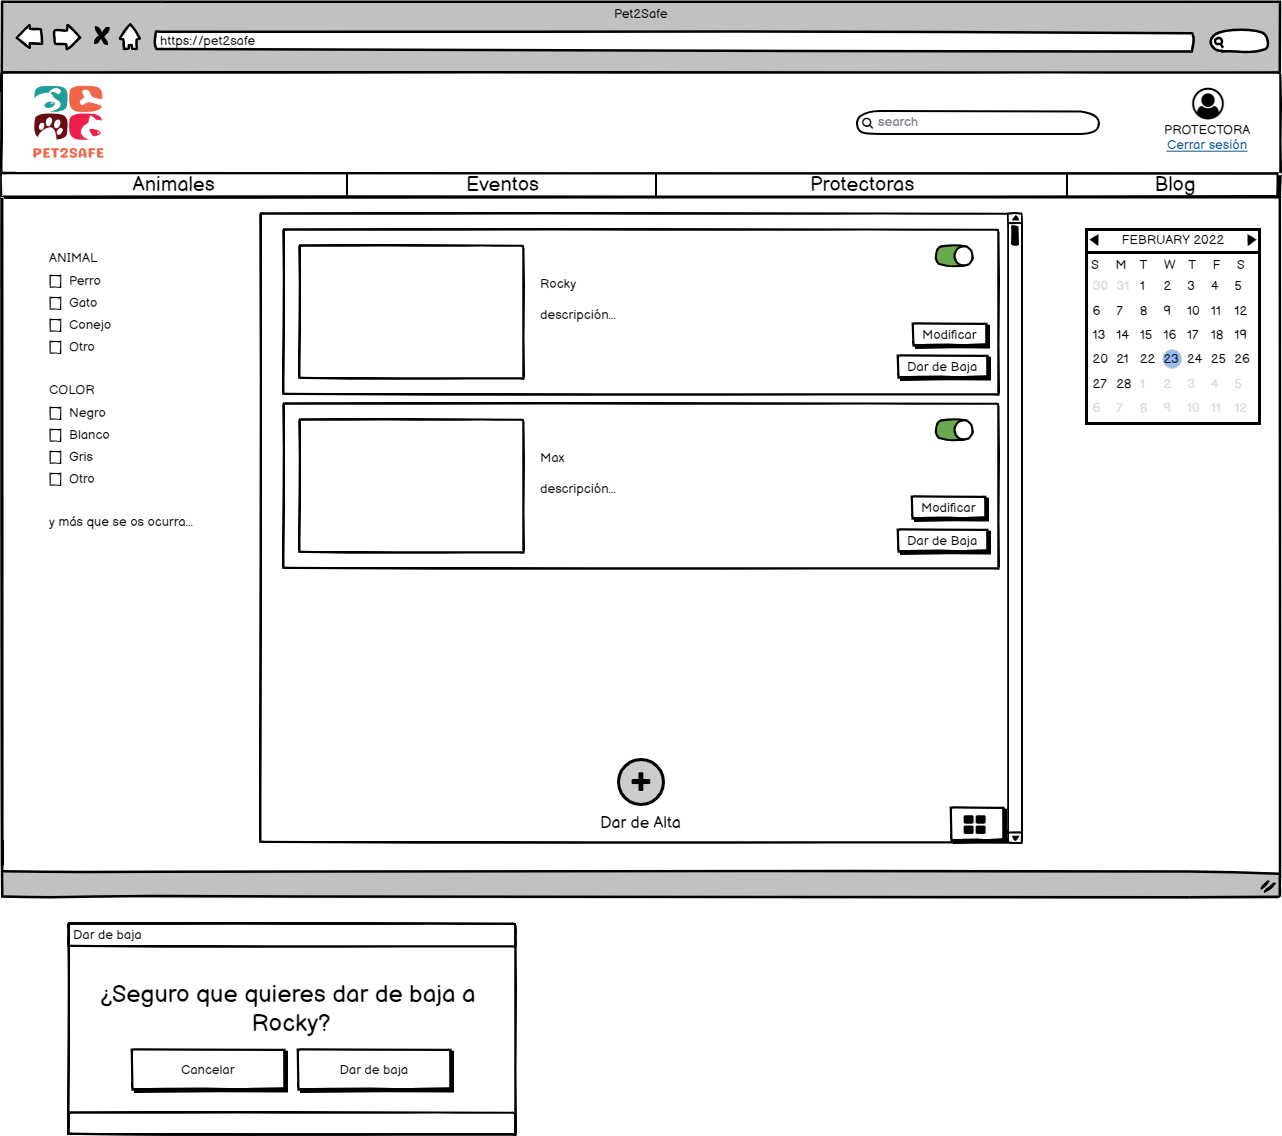 Pet2Safe
https://pet2safe
PET2SAFE
search
PROTECTORA
Cerrar sesión
Animales
Eventos
Protectoras
Blog
ANIMAL
Perro
Gato
Conejo
Otro
COLOR
Negro
Blanco
Gris
Otro
y más que se os ocurra...
Rocky
descripción...
Modificar
Dar de Baja
Max
descripción...
Modificar
Dar de Baja
Dar de Alta
FEBRUARY 2022
S M T W T F S
30 31 1 2 3 4 5
6 7 8 9 10 11 12
13 14 15 16 17 18 19
20 21 22 23 24 25 26
27 28 1 2 3 4 5
6 7 8 9 10 11 12
Dar de baja
¿Seguro que quieres dar de baja a
Rocky?
Cancelar
Dar de baja